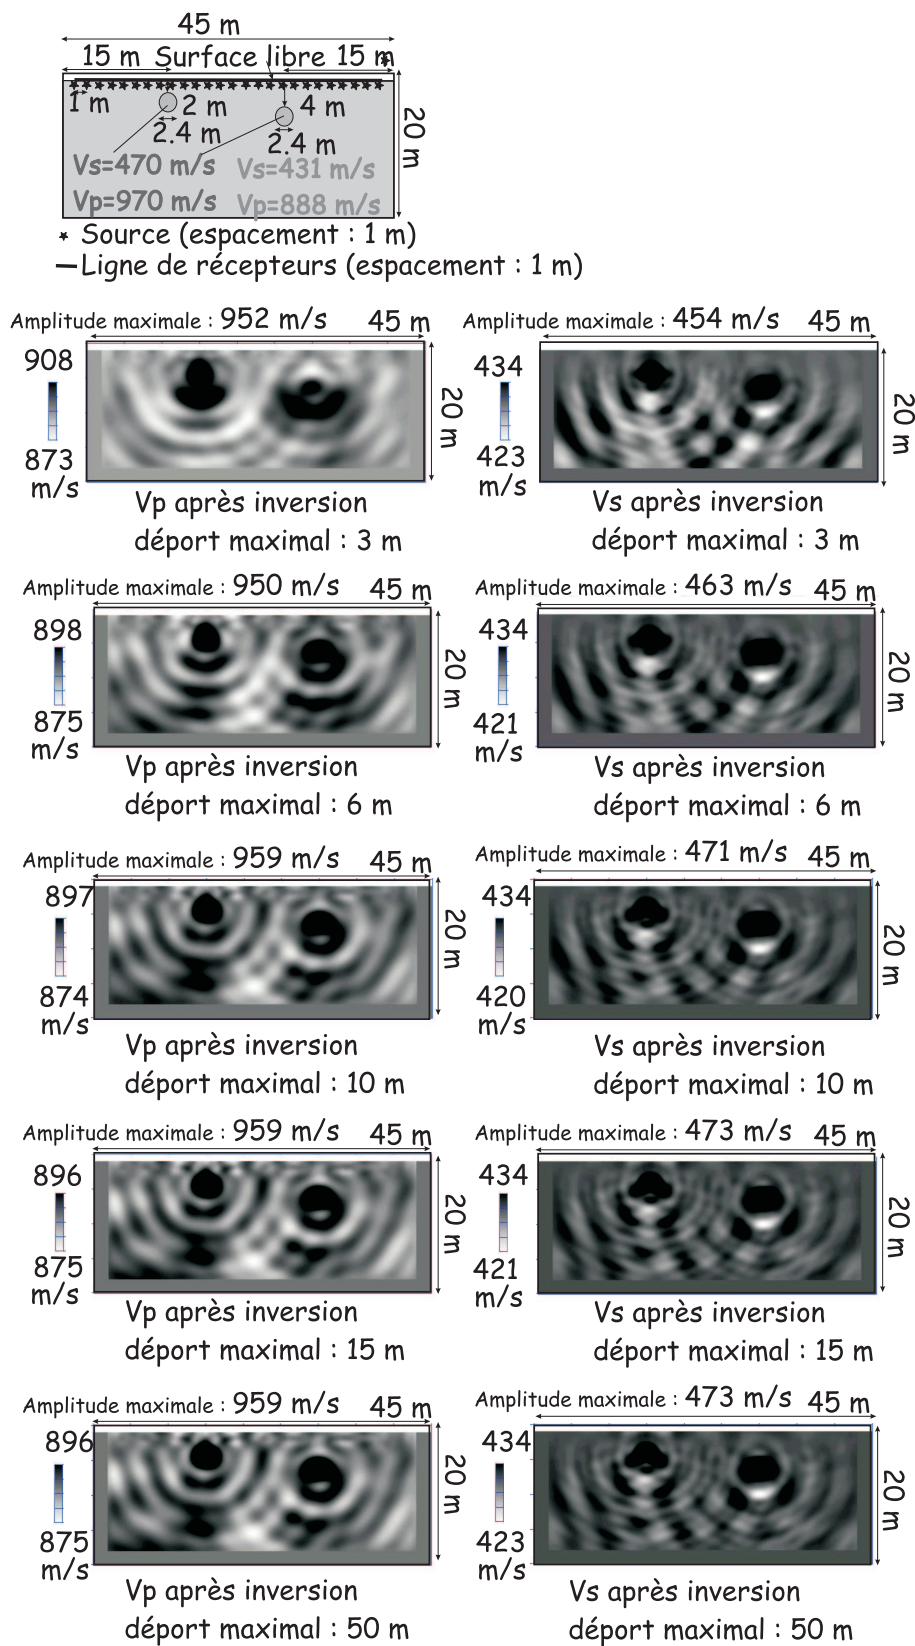 45 m
15 m Surface libre 15 m
1 m 2 m 4 m
2.4 m 2.4 m
20 m
Vs=470 m/s Vs=431 m/s
Vp=970 m/s Vp=888 m/s
Source (espacement : 1 m)
Ligne de récepteurs (espacement : 1 m)
Amplitude maximale : 952 m/s 45 m
908
873
m/s
20 m
Vp après inversion
déport maximal : 3 m
Amplitude maximale : 454 m/s 45 m
434
423
m/s
20 m
Vs après inversion
déport maximal : 3 m
Amplitude maximale : 950 m/s 45 m
898
875
m/s
20 m
Vp après inversion
déport maximal : 6 m
Amplitude maximale : 463 m/s 45 m
434
421
m/s
20 m
Vs après inversion
déport maximal : 6 m
Amplitude maximale : 959 m/s 45 m
897
874
m/s
20 m
Vp après inversion
déport maximal : 10 m
Amplitude maximale : 471 m/s 45 m
434
420
m/s
20 m
Vs après inversion
déport maximal : 10 m
Amplitude maximale : 959 m/s 45 m
896
875
m/s
20 m
Vp après inversion
déport maximal : 15 m
Amplitude maximale : 473 m/s 45 m
434
421
m/s
20 m
Vs après inversion
déport maximal : 15 m
Amplitude maximale : 959 m/s 45 m
896
875
m/s
20 m
Vp après inversion
déport maximal : 50 m
Amplitude maximale : 473 m/s 45 m
434
423
m/s
20 m
Vs après inversion
déport maximal : 50 m